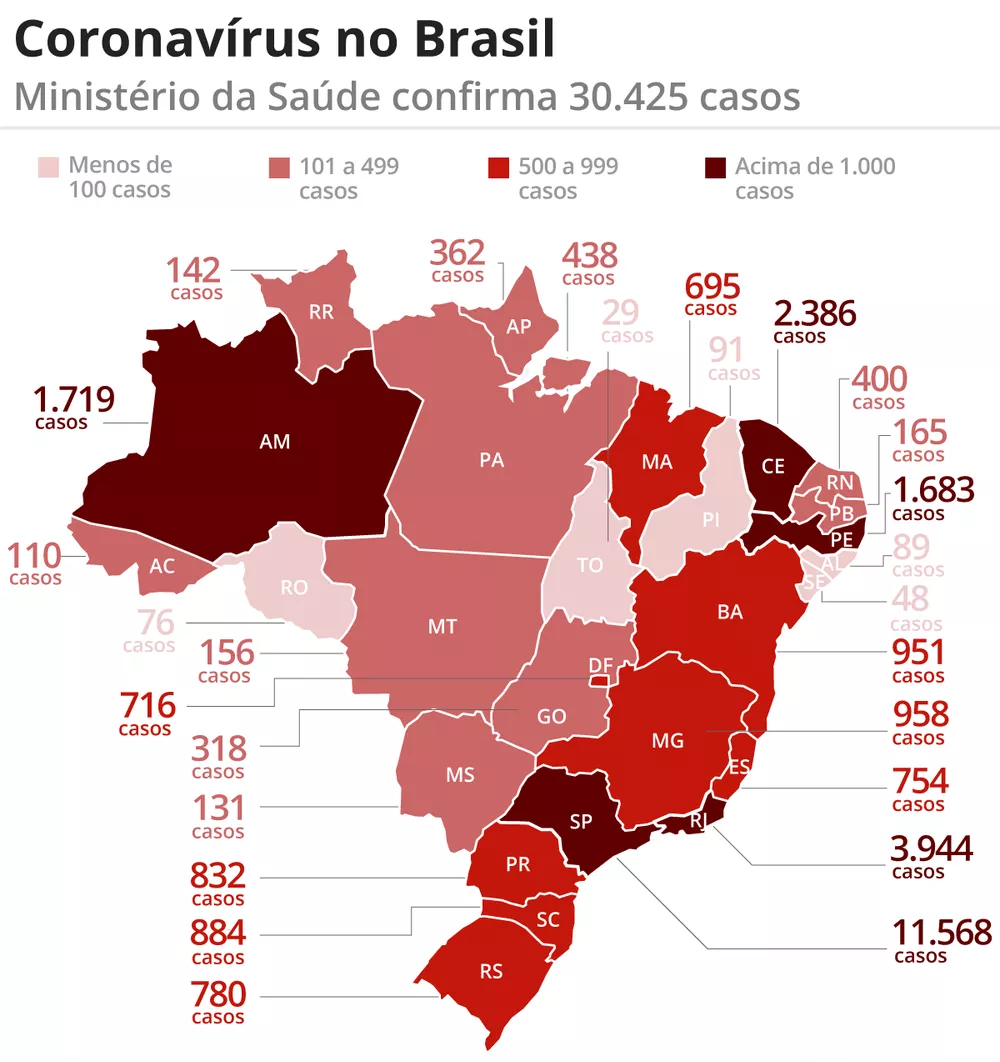 Coronavírus no Brasil
Ministério da Saúde confirma 30.425 casos
Menos de
100 casos
101 a 499
casos
500 a 999
casos
Acima de 1.000
casos
142
casos
362
casos
438
casos
29
casos
695
casos
91
casos
2.386
casos
400
casos
165
casos
1.683
casos
89
casos
48
casos
951
casos
958
casos
754
casos
3.944
casos
11.568
casos
1.719
casos
110
casos
76
casos
156
casos
716
casos
318
casos
131
casos
832
casos
884
casos
780
casos
RR
AP
AM
PA
MA
CE
RN
PB
PE
PI
AL
SE
AC
RO
TO
BA
MT
DF
GO
MG
ES
MS
SP
RJ
PR
SC
RS